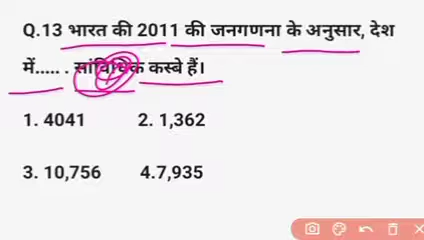 Q.13 भारत की 2011 की जनगणना के अनुसार, देश
में..... . सांविधिक कस्बे हैं।
1. 4041 2. 1,362
3. 10,756 4.7,935